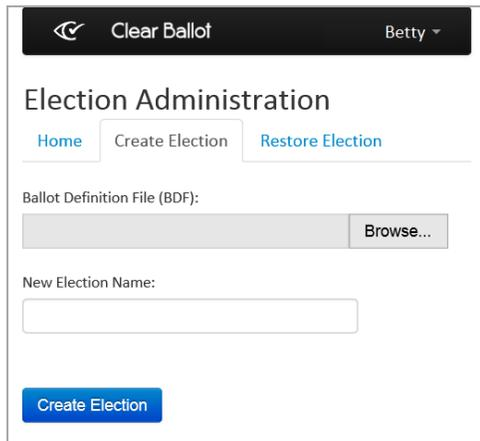 Clear Ballot Betty
Election Administration
Home Create Election Restore Election
Ballot Definition File (BDF):
Browse...
New Election Name:
Create Election